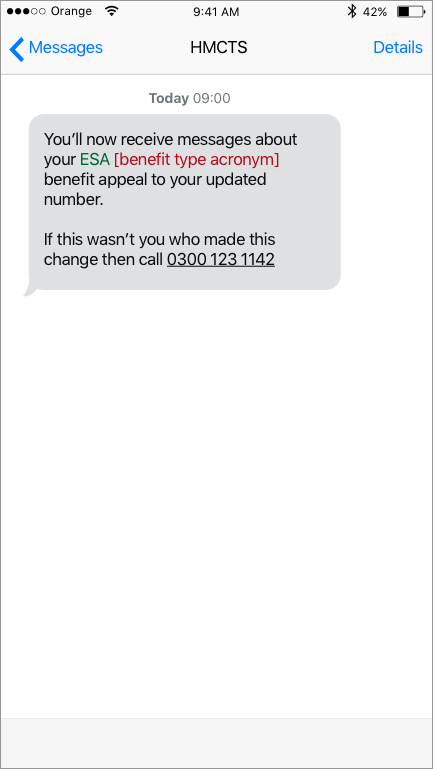 Orange 9:41 AM 42%
Messages HMCTS Details
Today 09:00
You’ll now receive messages about
your ESA [benefit type acronym]
benefit appeal to your updated
number.
If this wasn’t you who made this
change then call 0300 123 1142